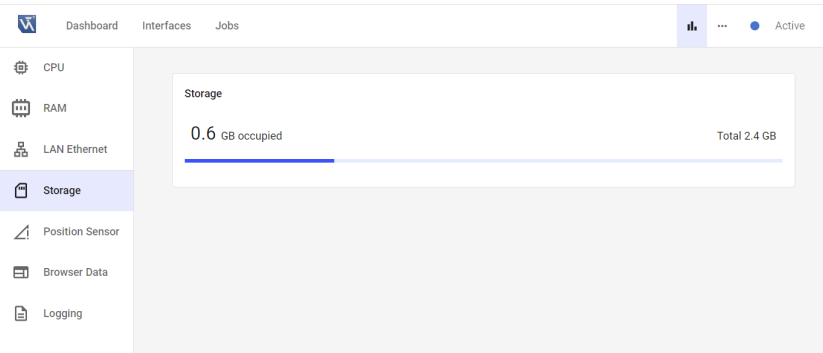 Dashboard Interfaces Jobs Active
CPU
RAM
LAN Ethernet
Storage
Position Sensor
Browser Data
Logging
Storage
0.6 GB occupied Total 2.4 GB